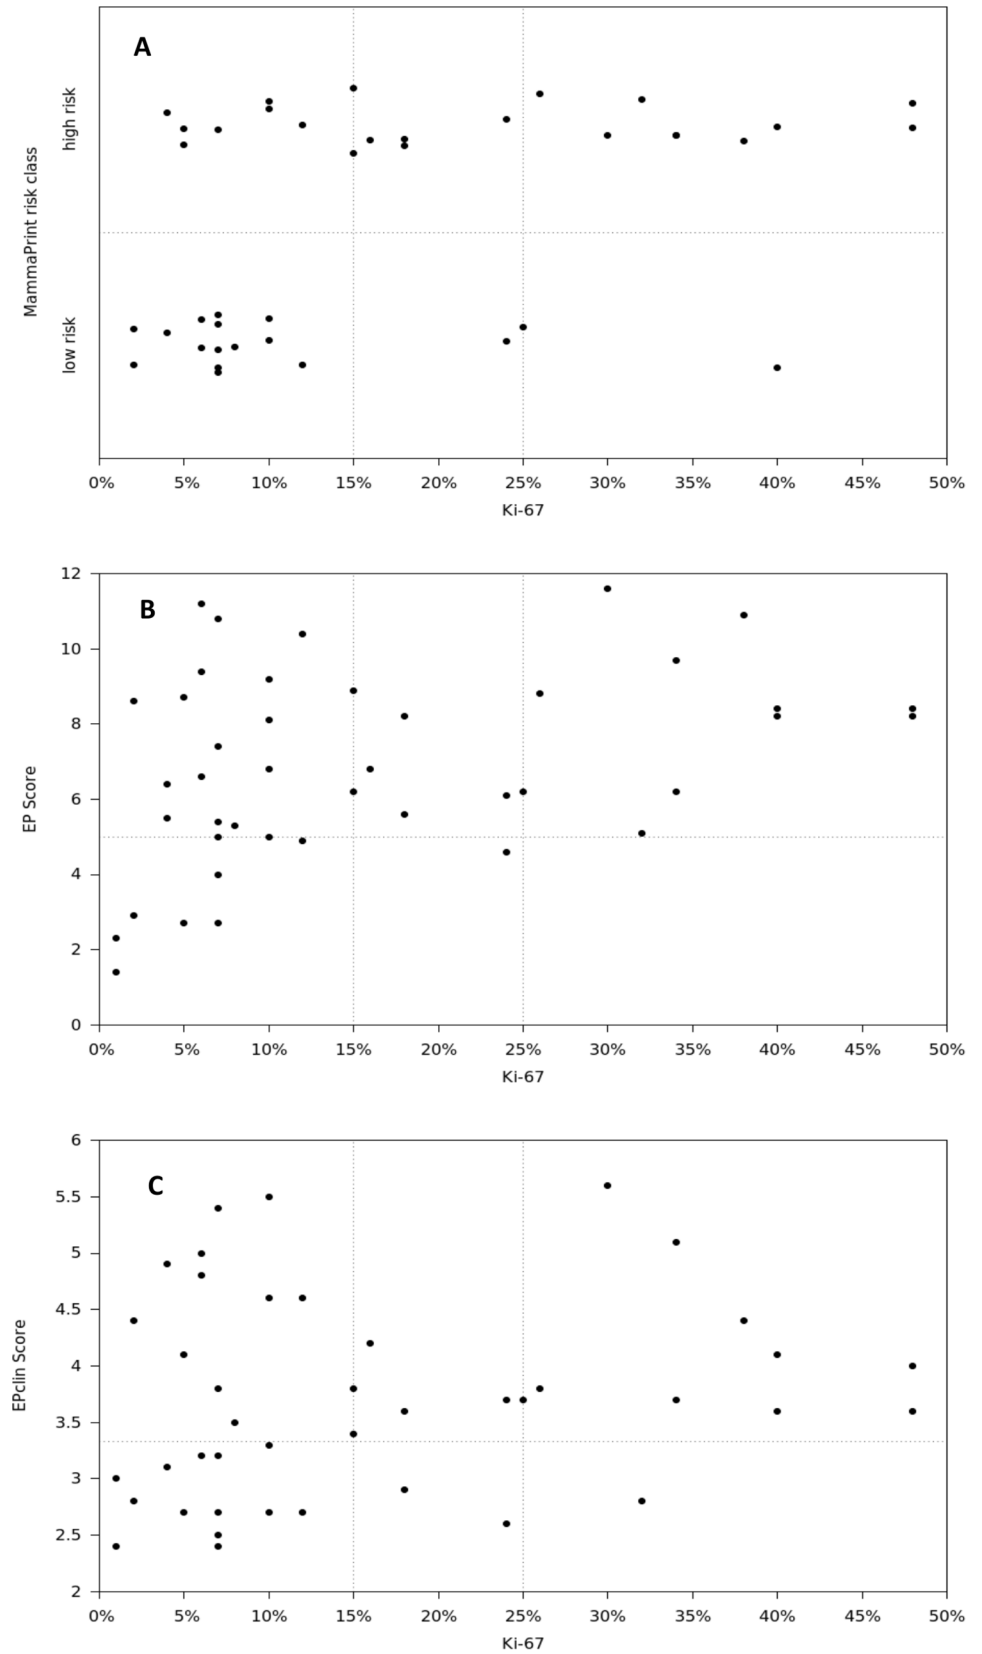 A
high risk
MammaPrint risk class
low risk
0% 5% 10% 15% 20% 25% 30% 35% 40% 45% 50%
Ki-67
12
B
10
8
EP Score
6
4
2
0
0% 5% 10% 15% 20% 25% 30% 35% 40% 45% 50%
Ki-67
6
C
5.5
5
4.5
EPclin Score
4
3.5
3
2.5
2
0% 5% 10% 15% 20% 25% 30% 35% 40% 45% 50%
Ki-67